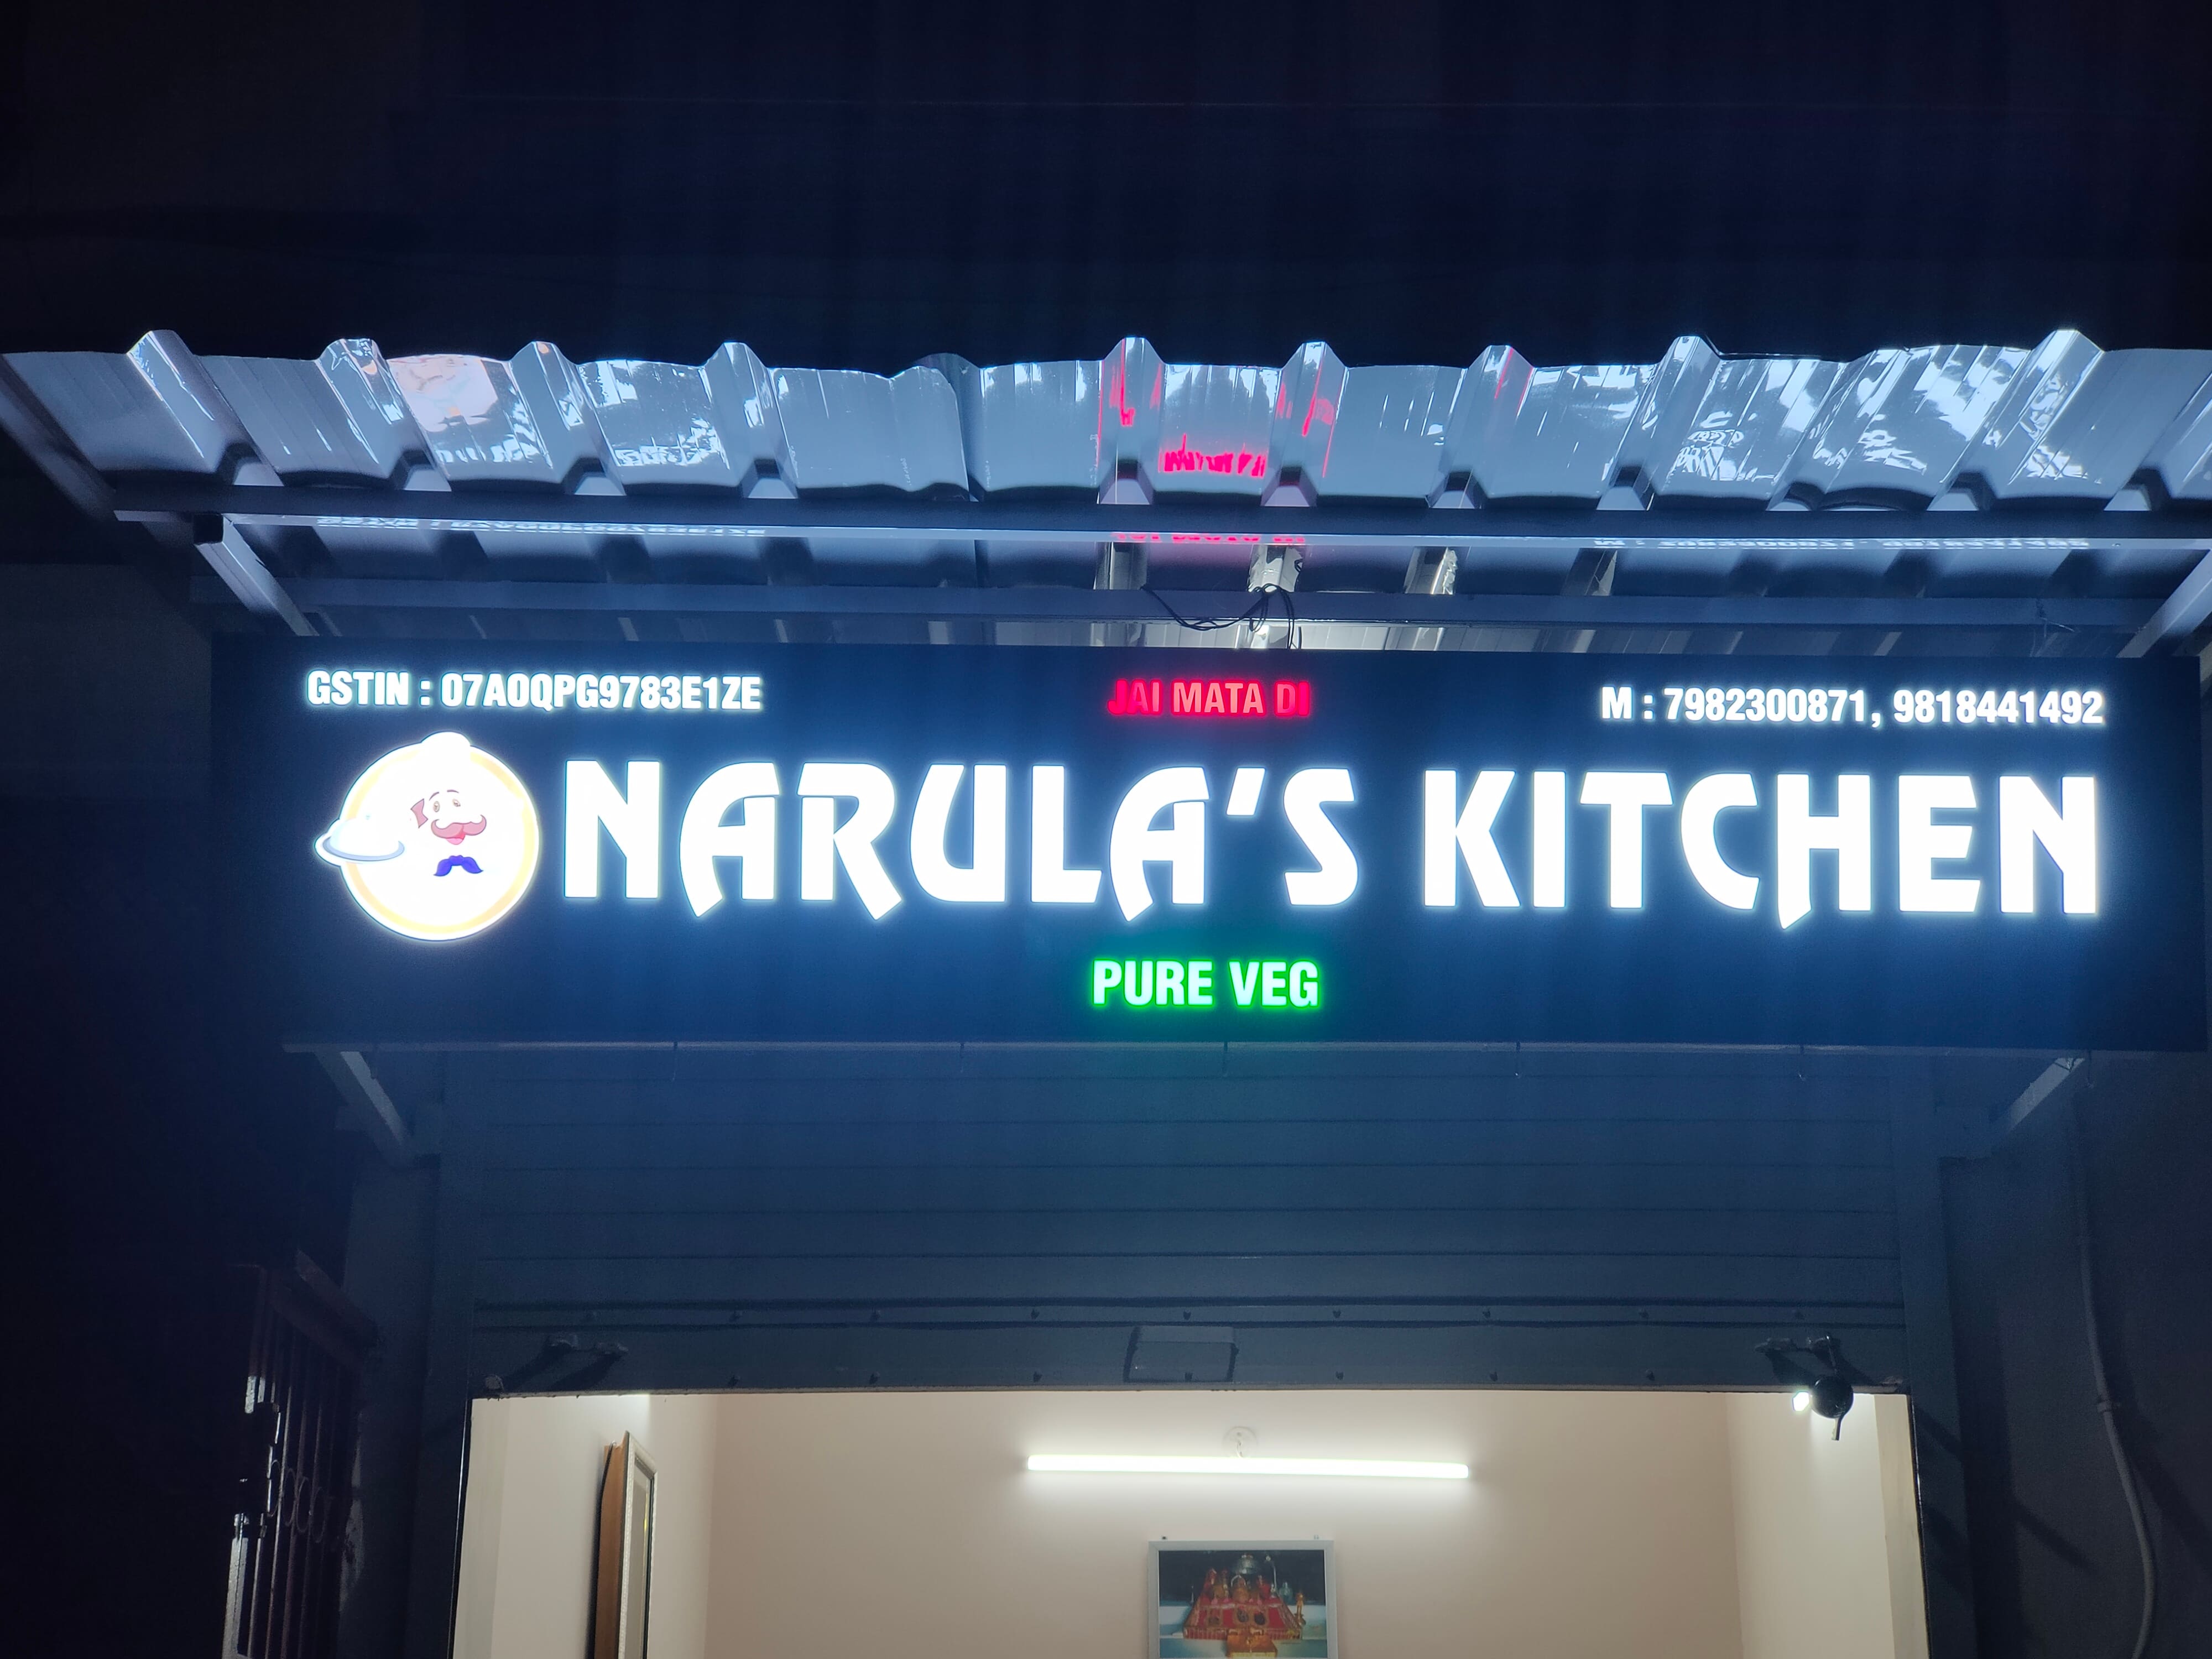 GSTIN : 07AOQPG9783E1ZE
JAI MATA DI
M : 7982300871, 9818441492
NARULA'S KITCHEN
PURE VEG